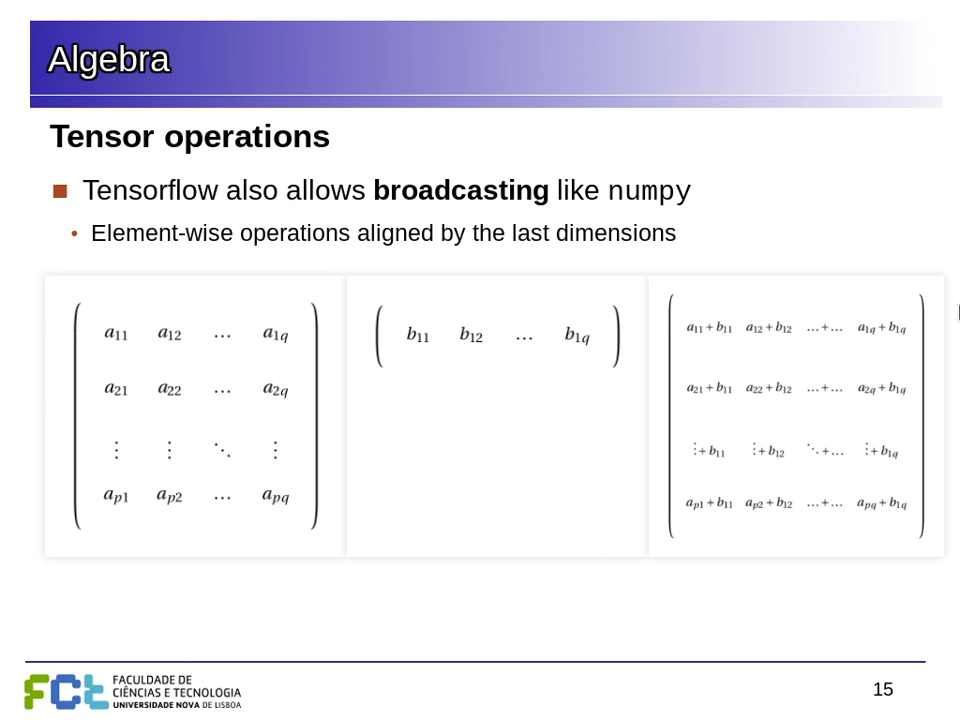 Algebra
Tensor operations
Tensorflow also allows broadcasting like numpy
Element-wise operations aligned by the last dimensions
a11 a12 … a1q
a21 a22 … a2q
⋮ ⋮ ⋱ ⋮
ap1 ap2 … apq
b11 b12 … b1q
a11 + b11 a12 + b12 … + … a1q + b1q
a21 + b11 a22 + b12 … + … a2q + b1q
⋮ + b11 ⋮ + b12 ⋱ + … ⋮ + b1q
ap1 + b11 ap2 + b12 … + … apq + b1q
FCt
FACULDADE DE
CIÊNCIAS E TECNOLOGIA
UNIVERSIDADE NOVA DE LISBOA
15